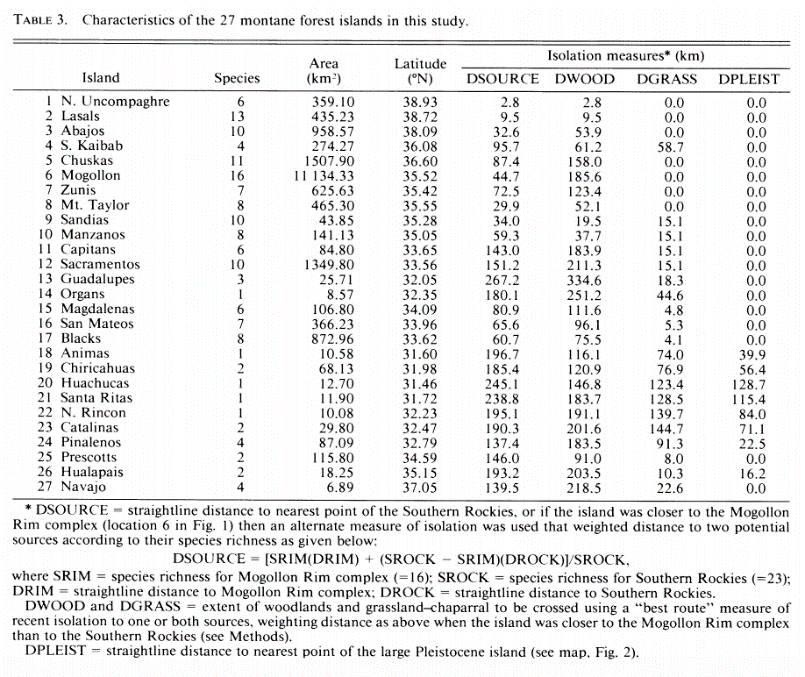 TABLE 3. Characteristics of the 27 montane forest islands in this study.
Isolation measures* (km)
Island Species Area (km²) Latitude (°N) DSOURCE DWOOD DGRASS DPLEIST
1 N. Uncompaghre 6 359.10 38.93 2.8 2.8 0.0 0.0
2 Lasals 13 435.23 38.72 9.5 9.5 0.0 0.0
3 Abajos 10 958.57 38.09 32.6 53.9 0.0 0.0
4 S. Kaibab 4 274.27 36.08 95.7 61.2 58.7 0.0
5 Chuskas 11 1507.90 36.60 87.4 158.0 0.0 0.0
6 Mogollon 16 11 134.33 35.52 44.7 185.6 0.0 0.0
7 Zunis 7 625.63 35.42 72.5 123.4 0.0 0.0
8 Mt. Taylor 8 465.30 35.55 29.9 52.1 0.0 0.0
9 Sandias 10 43.85 35.28 34.0 19.5 15.1 0.0
10 Manzanos 8 141.13 35.05 59.3 37.7 15.1 0.0
11 Capitans 6 84.80 33.65 143.0 183.9 15.1 0.0
12 Sacramentos 10 1349.80 33.56 151.2 211.3 15.1 0.0
13 Guadalupes 3 25.71 32.05 267.2 334.6 18.3 0.0
14 Organs 1 8.57 32.35 180.1 251.2 44.6 0.0
15 Magdalenas 6 106.80 34.09 80.9 111.6 4.8 0.0
16 San Mateos 7 366.23 33.96 65.6 96.1 5.3 0.0
17 Blacks 8 872.96 33.62 60.7 75.5 4.1 0.0
18 Animas 1 10.58 31.60 196.7 116.1 74.0 39.9
19 Chiricahuas 2 68.13 31.98 185.4 120.9 76.9 56.4
20 Huachucas 1 12.70 31.46 245.1 146.8 123.4 128.7
21 Santa Ritas 1 11.90 31.72 238.8 183.7 128.5 115.4
22 N. Rincon 1 10.08 32.23 195.1 191.1 139.7 84.0
23 Catalinas 2 29.80 32.47 190.3 201.6 144.7 71.1
24 Pinalenos 4 87.09 32.79 137.4 183.5 91.3 22.5
25 Prescotts 2 115.80 34.59 146.0 91.0 8.0 0.0
26 Hualapais 2 18.25 35.15 193.2 203.5 10.3 16.2
27 Navajo 4 6.89 37.05 139.5 218.5 22.6 0.0
* DSOURCE = straightline distance to nearest point of the Southern Rockies, or if the island was closer to the Mogollon
Rim complex (location 6 in Fig. 1) then an alternate measure of isolation was used that weighted distance to two potential
sources according to their species richness as given below:
DSOURCE = [SRIM(DRIM) + (SROCK − SRIM)(DROCK)]/SROCK,
where SRIM = species richness for Mogollon Rim complex (=16); SROCK = species richness for Southern Rockies (=23);
DRIM = straightline distance to Mogollon Rim complex; DROCK = straightline distance to Southern Rockies.
DWOOD and DGRASS = extent of woodlands and grassland–chaparral to be crossed using a "best route" measure of
recent isolation to one or both sources, weighting distance as above when the island was closer to the Mogollon Rim complex
than to the Southern Rockies (see Methods).
DPLEIST = straightline distance to nearest point of the large Pleistocene island (see map, Fig. 2).